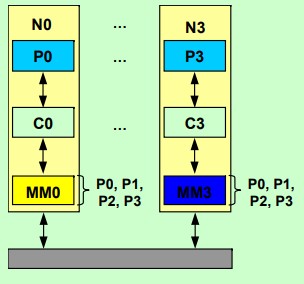 N0 ... N3
P0 ... P3
C0 ... C3
MM0 P0, P1, MM3 P0, P1,
P2, P3 P2, P3